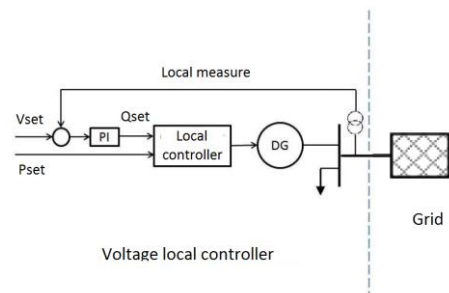 Local measure
Vset
Qset
PI
Local
controller
DG
Pset
Grid
Voltage local controller